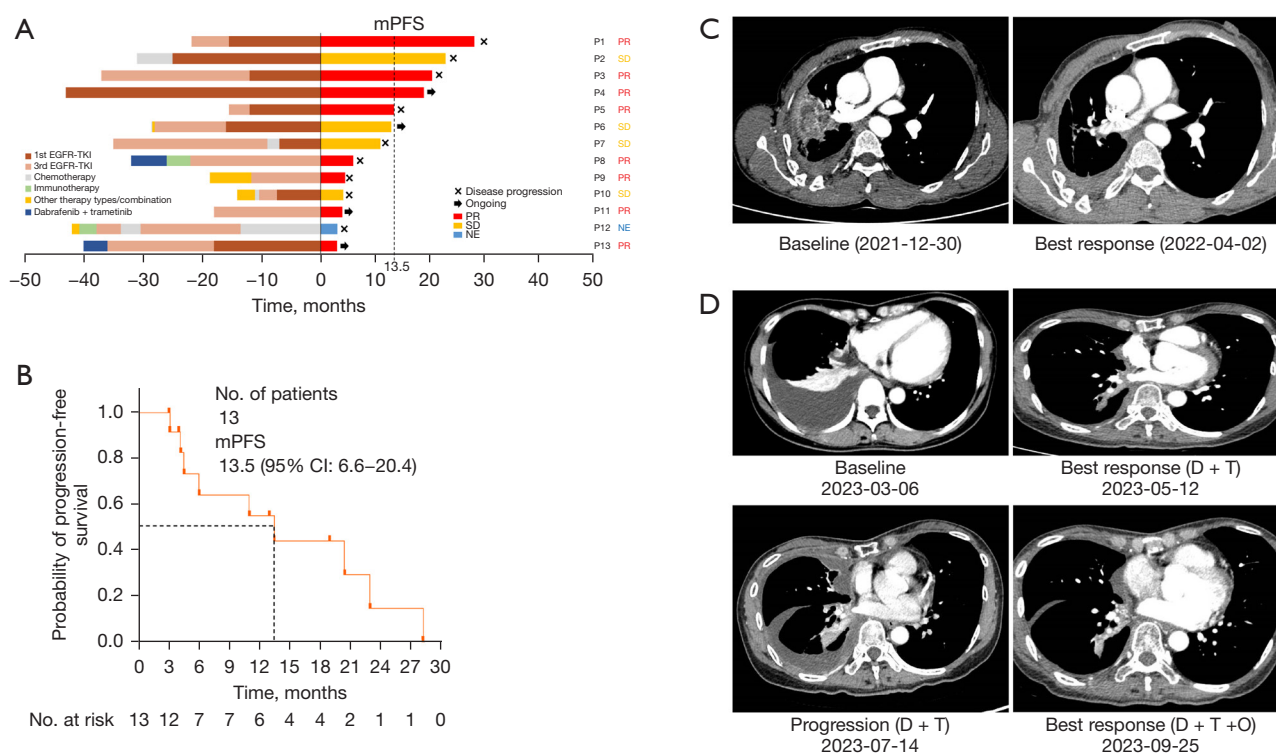 A
mPFS
P1 PR
P2 SD
P3 PR
P4 PR
P5 PR
P6 SD
P7 SD
P8 PR
P9 PR
P10 SD
P11 PR
P12 NE
P13 PR
1st EGFR-TKI
3rd EGFR-TKI
Chemotherapy
Immunotherapy
Other therapy types/combination
Dabrafenib + trametinib
Disease progression
Ongoing
PR
SD
NE
13.5
−50 −40 −30 −20 −10 0 10 20 30 40 50
Time, months
B
No. of patients
13
mPFS
13.5 (95% CI: 6.6–20.4)
Probability of progression-free
survival
1.0
0.8
0.6
0.4
0.2
0.0
0 3 6 9 12 15 18 21 24 27 30
Time, months
No. at risk 13 12 7 7 6 4 4 2 1 1 0
C
Baseline (2021-12-30)
Best response (2022-04-02)
D
Baseline
2023-03-06
Best response (D + T)
2023-05-12
Progression (D + T)
2023-07-14
Best response (D + T +O)
2023-09-25